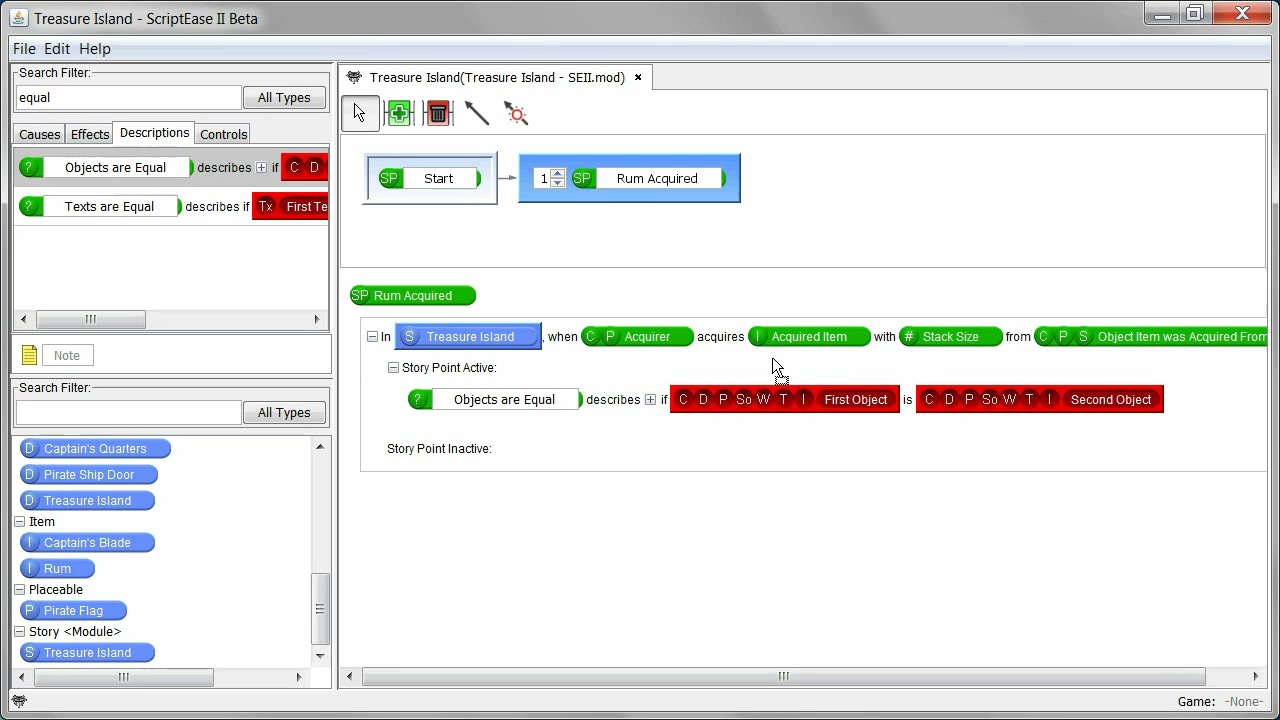 Treasure Island - ScriptEase II Beta
File Edit Help
Search Filter:
equal All Types
Causes Effects Descriptions Controls
? Objects are Equal describes if C D
? Texts are Equal describes if Tx First Te
Note
Search Filter:
All Types
D Captain's Quarters
D Pirate Ship Door
D Treasure Island
Item
I Captain's Blade
I Rum
Placeable
P Pirate Flag
Story <Module>
S Treasure Island
Treasure Island(Treasure Island - SEII.mod)
SP Start 1 SP Rum Acquired
SP Rum Acquired
In S Treasure Island , when C P Acquirer acquires I Acquired Item with # Stack Size from C P S Object Item was Acquired From
Story Point Active:
? Objects are Equal describes if C D P So W T I First Object is C D P So W T I Second Object
Story Point Inactive:
Game: -None-